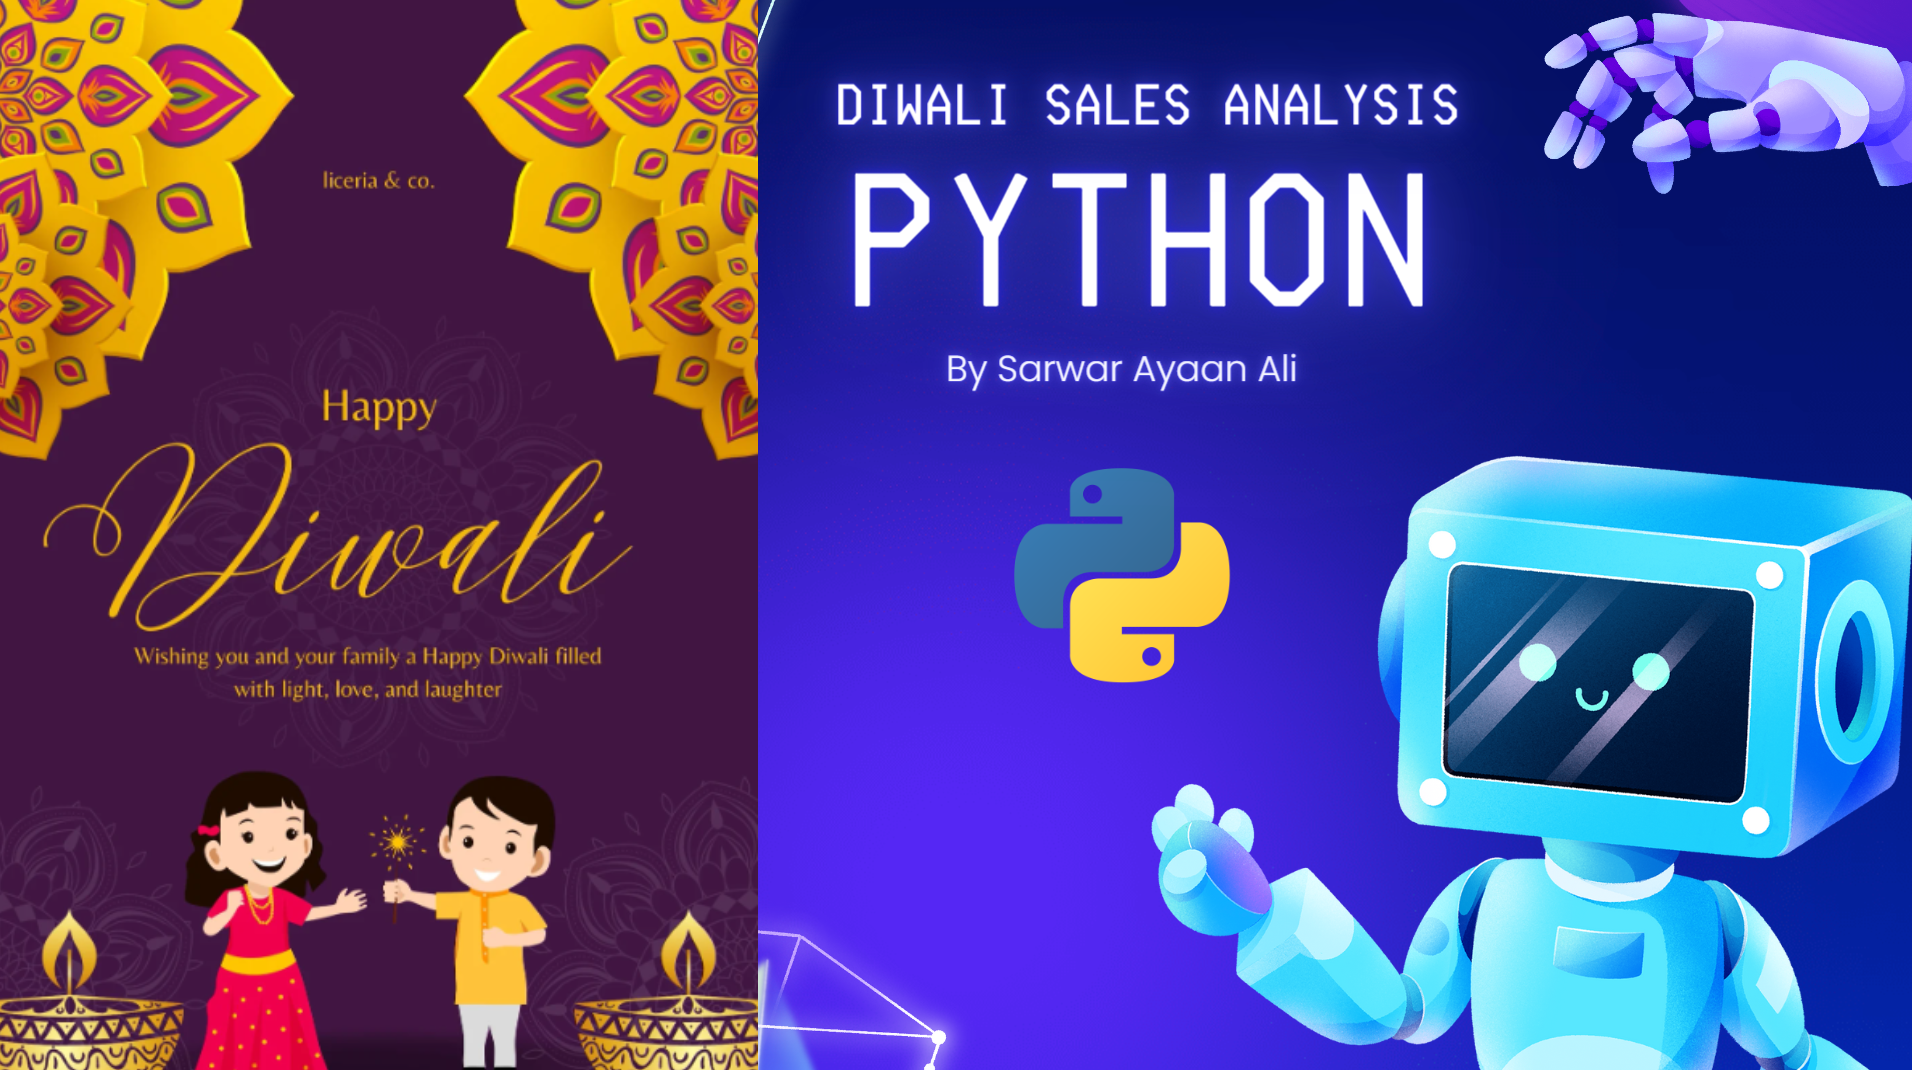 liceria & co.
Happy
Diwali
Wishing you and your family a Happy Diwali filled
with light, love, and laughter
DIWALI SALES ANALYSIS
PYTHON
By Sarwar Ayaan Ali